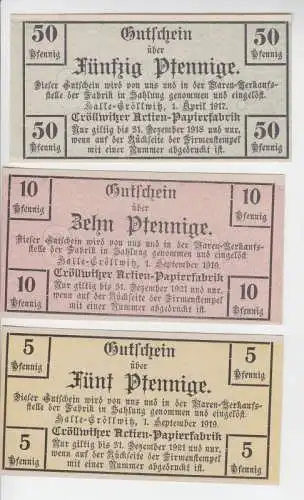 50 Pfennig
Gutschein
50 Pfennig
über
Fünfzig Pfennige.
Dieser Gutschein wird von uns und in der Waren-Verkaufs-
stelle der Fabrik in Zahlung genommen und eingelöst.
Halle-Cröllwitz, 1. April 1917.
50 Pfennig
Cröllwitzer Actien-Papierfabrik
50 Pfennig
Nur giltig bis 31. Dezember 1918 und nur,
wenn auf der Rückseite der Firmenstempel
mit einer Nummer abgedruckt ist.
10 Pfennig
Gutschein
10 Pfennig
über
Zehn Pfennige.
Dieser Gutschein wird von uns und in der Waren-Verkaufs-
stelle der Fabrik in Zahlung genommen und eingelöst
Halle-Cröllwitz, 1. September 1919.
10 Pfennig
Cröllwitzer Actien-Papierfabrik
10 Pfennig
Nur gültig bis 31. Dezember 1921 und nur,
wenn auf der Rückseite der Firmenstempel
mit einer Nummer abgedruckt ist.
5 Pfennig
Gutschein
5 Pfennig
über
Fünf Pfennige.
Dieser Gutschein wird von uns und in der Waren-Verkaufs-
stelle der Fabrik in Zahlung genommen und eingelöst.
Halle-Cröllwitz, 1. September 1919.
5 Pfennig
Cröllwitzer Actien-Papierfabrik
5 Pfennig
Nur gültig bis 31. Dezember 1921 und nur,
wenn auf der Rückseite der Firmenstempel
mit einer Nummer abgedruckt ist.